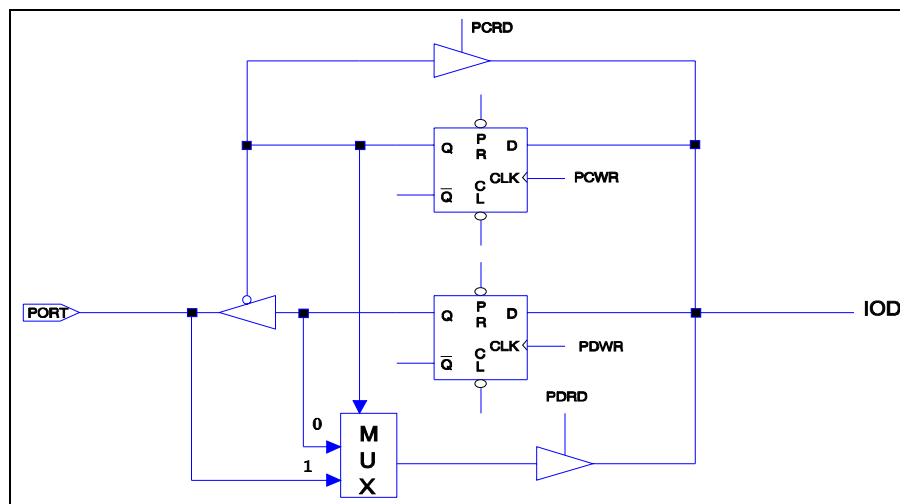 PCRD
Q P R D
CLK PCWR
Q C L
PORT
Q P R D
IOD
CLK PDWR
Q C L
PDRD
0
1
M
U
X